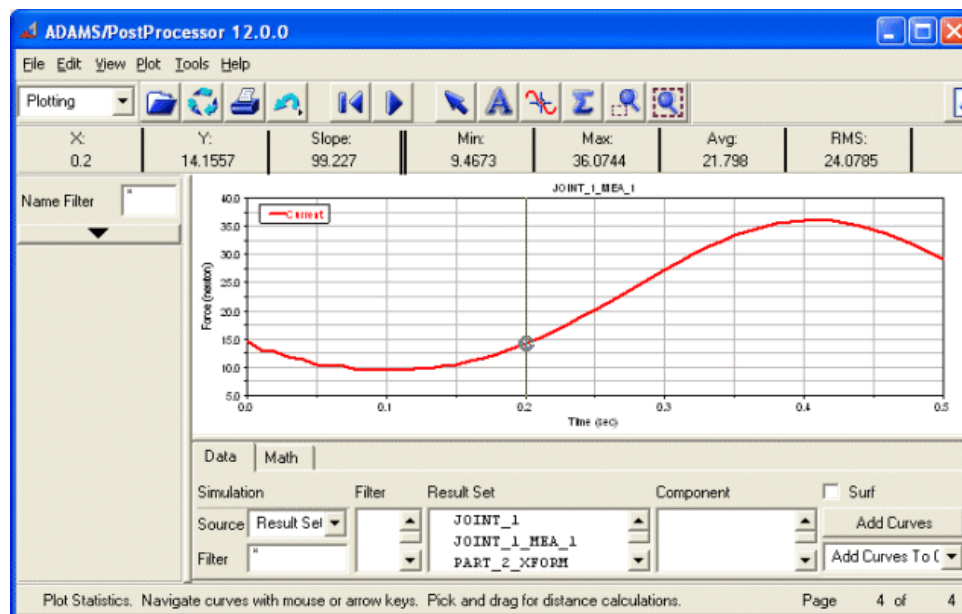 ADAMS/PostProcessor 12.0.0
File Edit View Plot Tools Help
Plotting
X: Y: Slope: Min: Max: Avg: RMS:
0.2 14.1557 99.227 9.4673 36.0744 21.798 24.0785
Name Filter *
JOINT_1_MEA_1
Current
40.0
35.0
30.0
25.0
20.0
15.0
10.0
5.0
Force (newton)
0.0 0.1 0.2 0.3 0.4 0.5
Time (sec)
Data Math
Simulation Filter Result Set Component Surf
Source Result Set JOINT_1 Add Curves
JOINT_1_MEA_1
Filter * PART_2_XFORM Add Curves To
Plot Statistics. Navigate curves with mouse or arrow keys. Pick and drag for distance calculations. Page 4 of 4